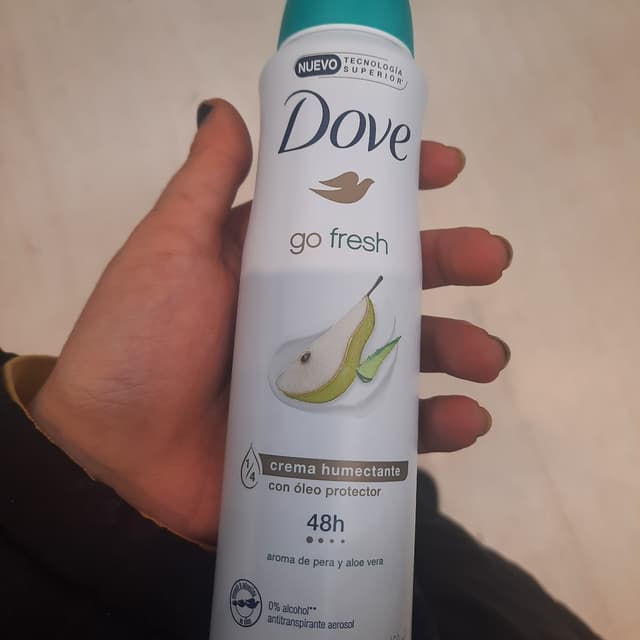 NUEVO TECNOLOGÍA
SUPERIOR*
Dove
go fresh
1/4 crema humectante
con óleo protector
48h
aroma de pera y aloe vera
0% alcohol**
antitranspirante aerosol